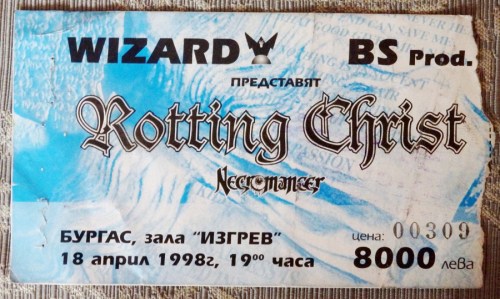 WIZARD BS Prod.
ПРЕДСТАВЯТ
Rotting Christ
Necromancer
БУРГАС, зала "ИЗГРЕВ"
18 април 1998г, 19⁰⁰ часа
цена: 00309
8000 лева